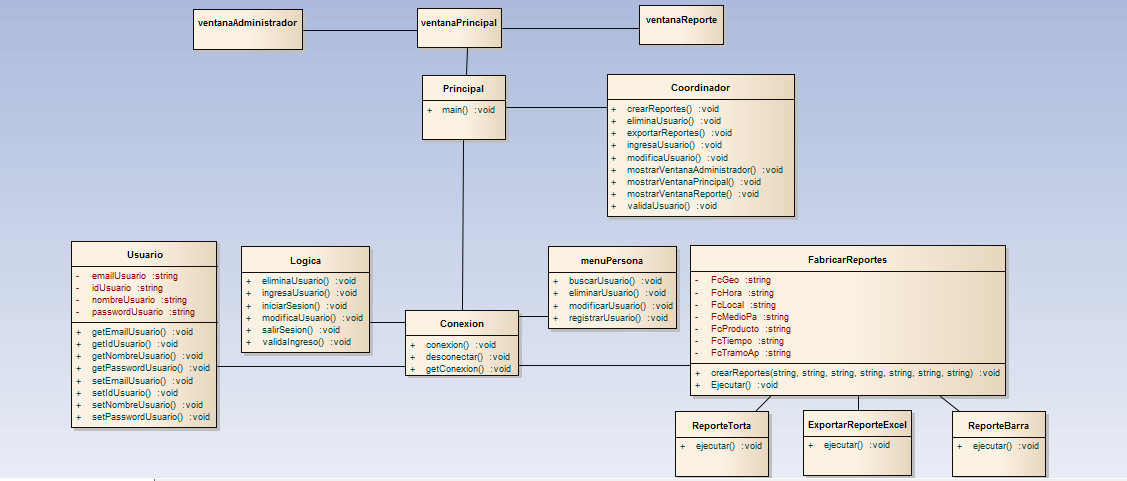 ventanaAdministrador
ventanaPrincipal
ventanaReporte
Principal
+ main() :void
Coordinador
+ crearReportes() :void
+ eliminaUsuario() :void
+ exportarReportes() :void
+ ingresaUsuario() :void
+ modificaUsuario() :void
+ mostrarVentanaAdministrador() :void
+ mostrarVentanaPrincipal() :void
+ mostrarVentanaReporte() :void
+ validaUsuario() :void
Usuario
- emailUsuario :string
- idUsuario :string
- nombreUsuario :string
- passwordUsuario :string
+ getEmailUsuario() :void
+ getIdUsuario() :void
+ getNombreUsuario() :void
+ getPasswordUsuario() :void
+ setEmailUsuario() :void
+ setIdUsuario() :void
+ setNombreUsuario() :void
+ setPasswordUsuario() :void
Logica
+ eliminaUsuario() :void
+ ingresaUsuario() :void
+ iniciarSesion() :void
+ modificaUsuario() :void
+ salirSesion() :void
+ validaIngreso() :void
Conexion
+ conexion() :void
+ desconectar() :void
+ getConexion() :void
menuPersona
+ buscarUsuario() :void
+ eliminarUsuario() :void
+ modificarUsuario() :void
+ registrarUsuario() :void
FabricarReportes
- FcGeo :string
- FcHora :string
- FcLocal :string
- FcMedioPa :string
- FcProducto :string
- FcTiempo :string
- FcTramoAp :string
+ crearReportes(string, string, string, string, string, string, string) :void
+ Ejecutar() :void
ReporteTorta
+ ejecutar() :void
ExportarReporteExcel
+ ejecutar() :void
ReporteBarra
+ ejecutar() :void